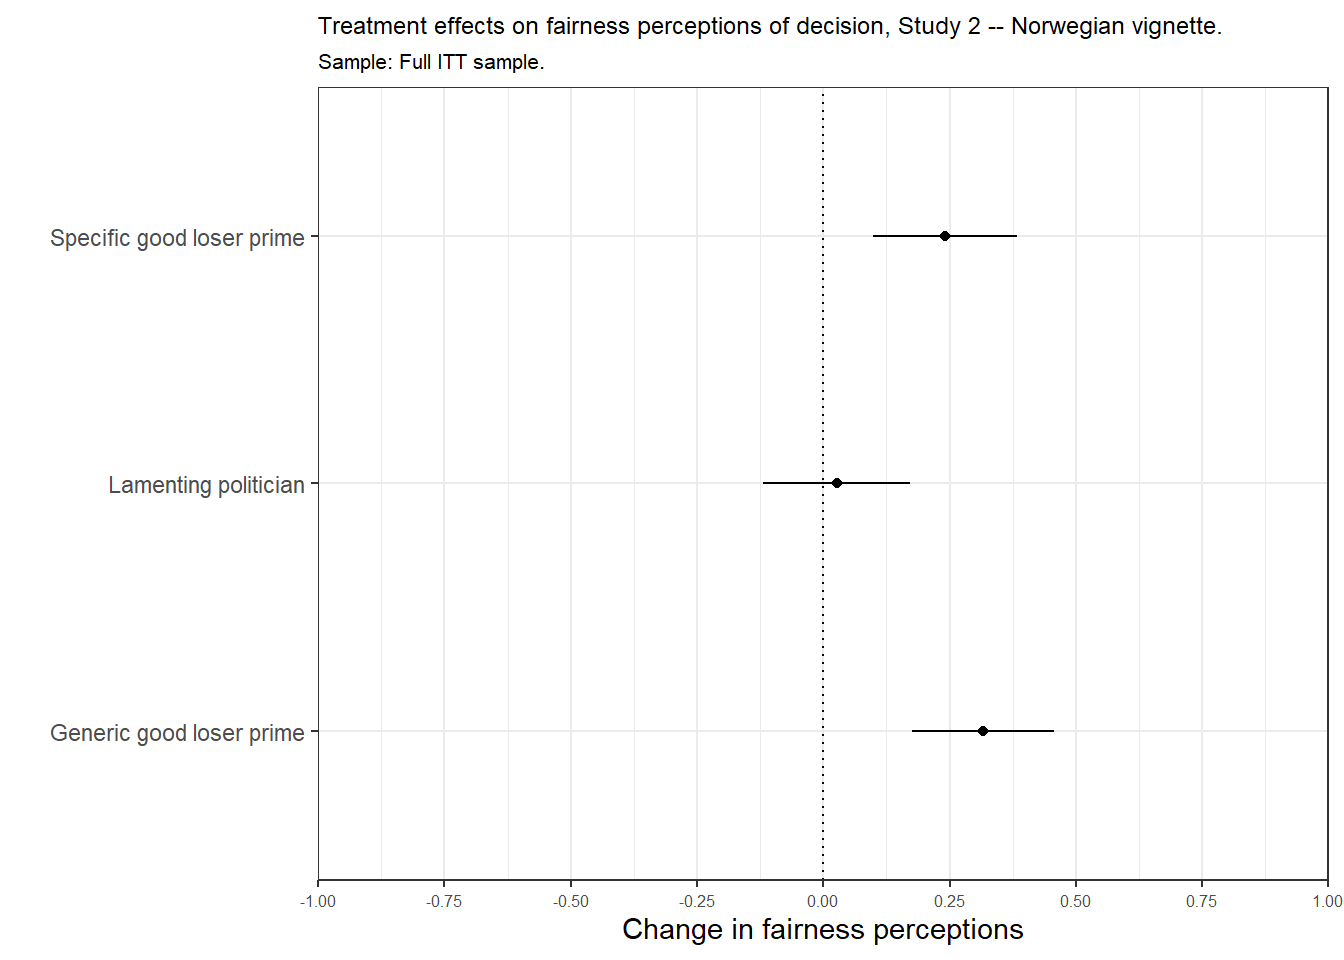 Treatment effects on fairness perceptions of decision, Study 2 -- Norwegian vignette.
Sample: Full ITT sample.
Specific good loser prime
Lamenting politician
Generic good loser prime
-1.00 -0.75 -0.50 -0.25 0.00 0.25 0.50 0.75 1.00
Change in fairness perceptions